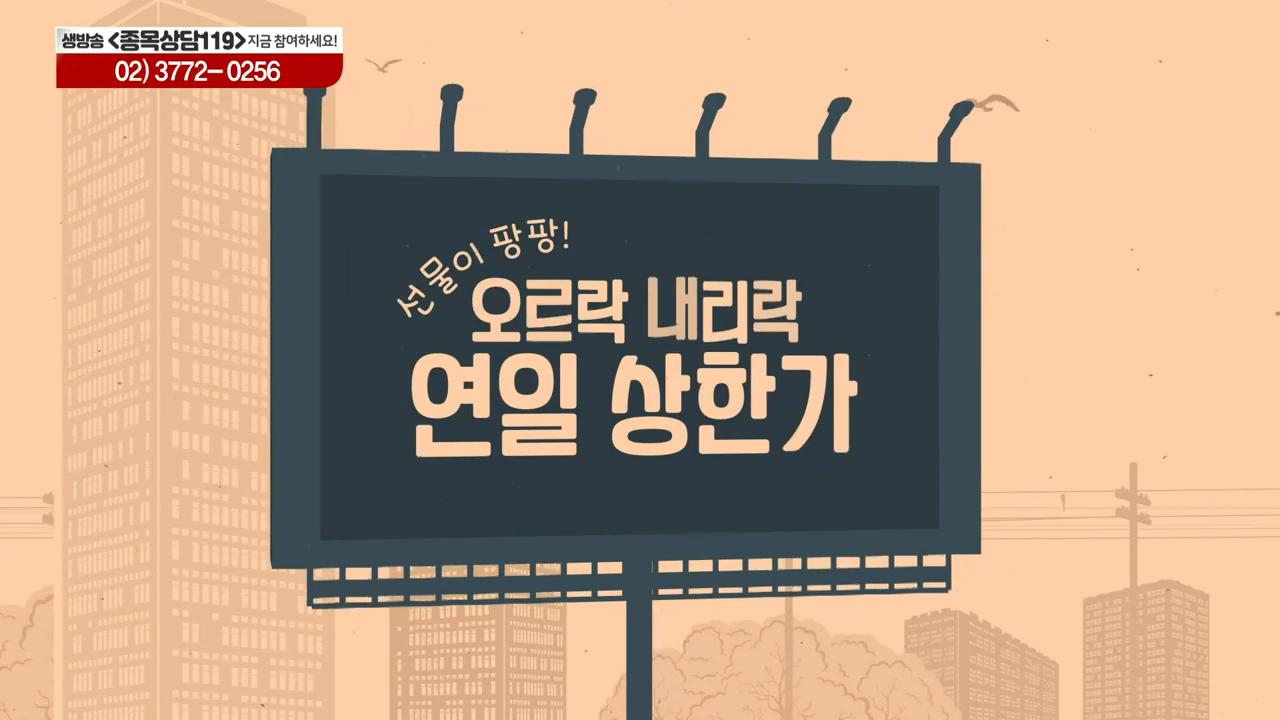 생방송 <종목상담119> 지금 참여하세요!
02) 3772-0256
선물이 팡팡!
오르락 내리락
연일 상한가